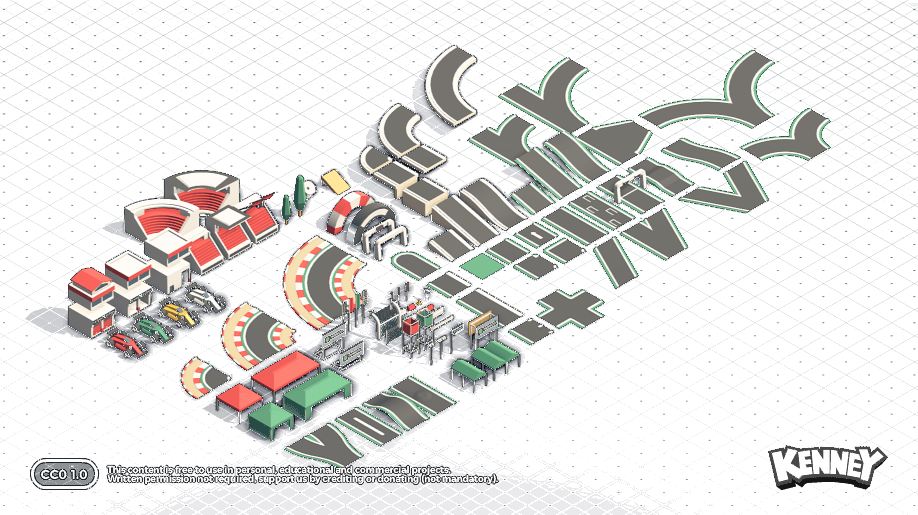 CC0 1.0
This content is free to use in personal, educational and commercial projects.
Written permission not required, support us by crediting or donating (not mandatory).
KENNEY